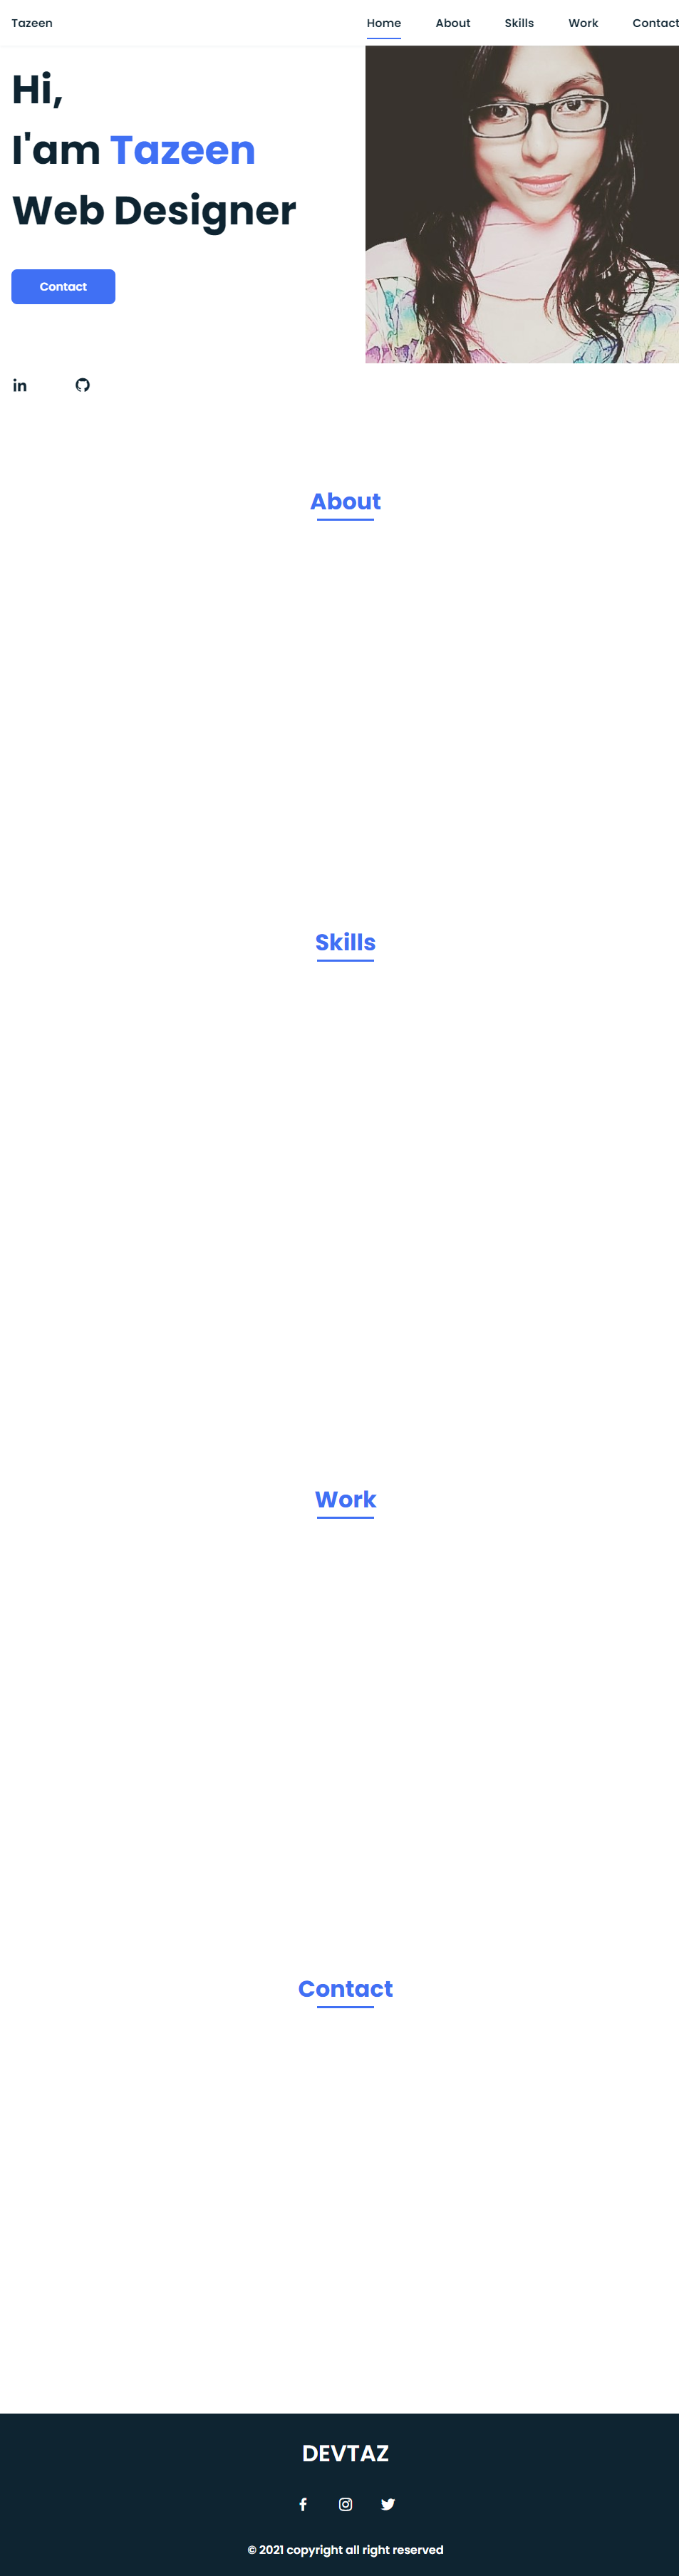 Tazeen
Home About Skills Work Contact
Hi,
I'am Tazeen
Web Designer
Contact
in
About
Skills
Work
Contact
DEVTAZ
© 2021 copyright all right reserved